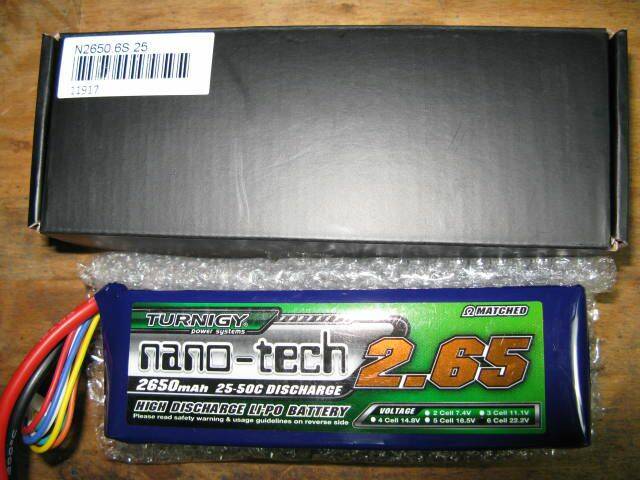 N2650.6S.25
11917
TURNIGY
power systems
Ω MATCHED
nano-tech 2.65
2650mAh 25-50C DISCHARGE
HIGH DISCHARGE LI-PO BATTERY
Please read safety warning & usage guidelines on reverse side
VOLTAGE 2 Cell 7.4V 3 Cell 11.1V
4 Cell 14.8V 5 Cell 18.5V 6 Cell 22.2V